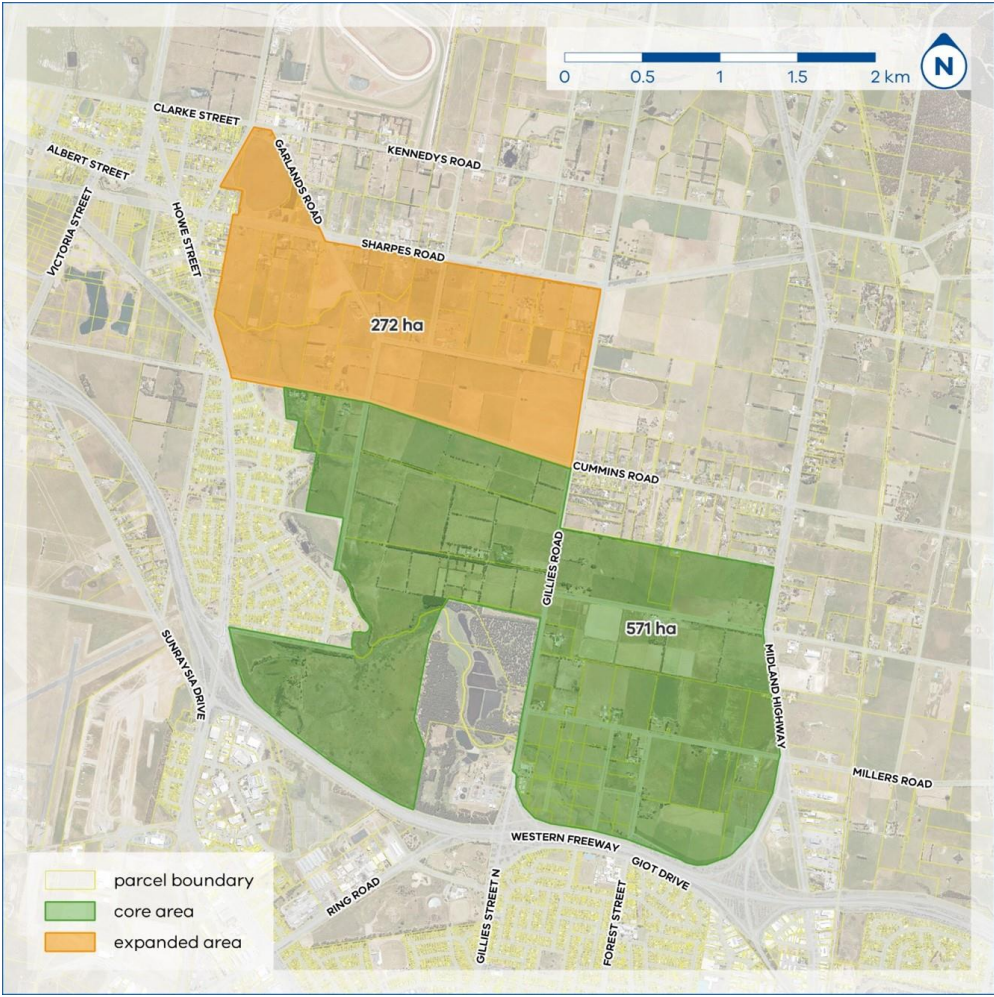 0 0.5 1 1.5 2 km
N
CLARKE STREET
KENNEDYS ROAD
ALBERT STREET
GARLANDS ROAD
VICTORIA STREET
HOWE STREET
SHARPES ROAD
272 ha
CUMMINS ROAD
GILLIES ROAD
571 ha
SUNRAYSIA DRIVE
MIDLAND HIGHWAY
MILLERS ROAD
WESTERN FREEWAY
GIOT DRIVE
RING ROAD
GILLIES STREET N
FOREST STREET
parcel boundary
core area
expanded area